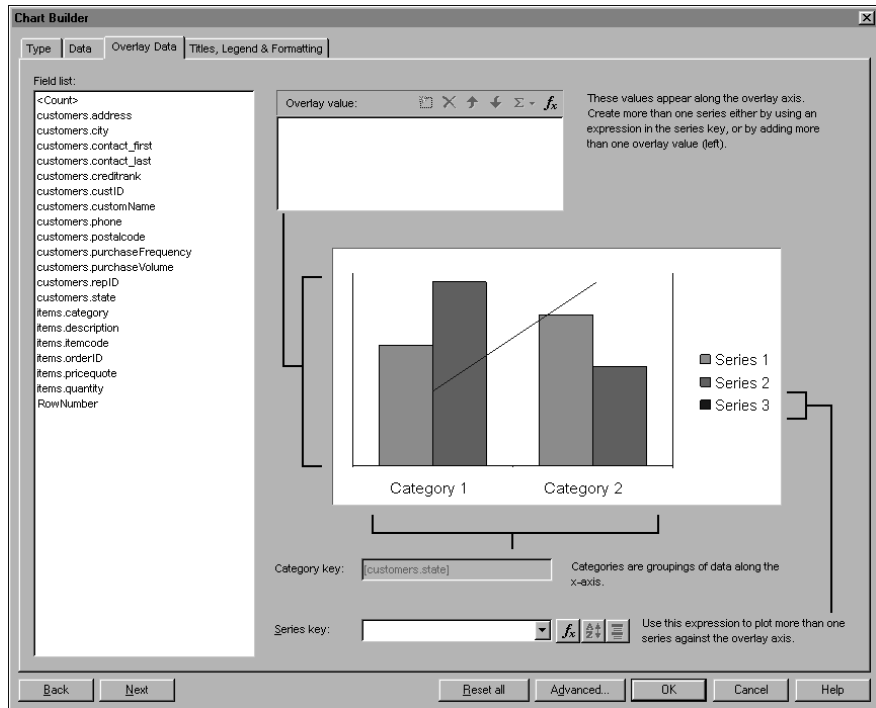 Chart Builder
Type
Data
Overlay Data
Titles, Legend & Formatting
Field list:
<Count>
customers.address
customers.city
customers.contact_first
customers.contact_last
customers.creditrank
customers.custID
customers.customName
customers.phone
customers.postalcode
customers.purchaseFrequency
customers.purchaseVolume
customers.repID
customers.state
items.category
items.description
items.itemcode
items.orderID
items.pricequote
items.quantity
RowNumber
Overlay value:
Σ
fx
These values appear along the overlay axis.
Create more than one series either by using an
expression in the series key, or by adding more
than one overlay value (left).
Series 1
Series 2
Series 3
Category 1
Category 2
Category key:
[customers.state]
Categories are groupings of data along the
x-axis.
Series key:
fx
A
Z
Use this expression to plot more than one
series against the overlay axis.
Back
Next
Reset all
Advanced...
OK
Cancel
Help